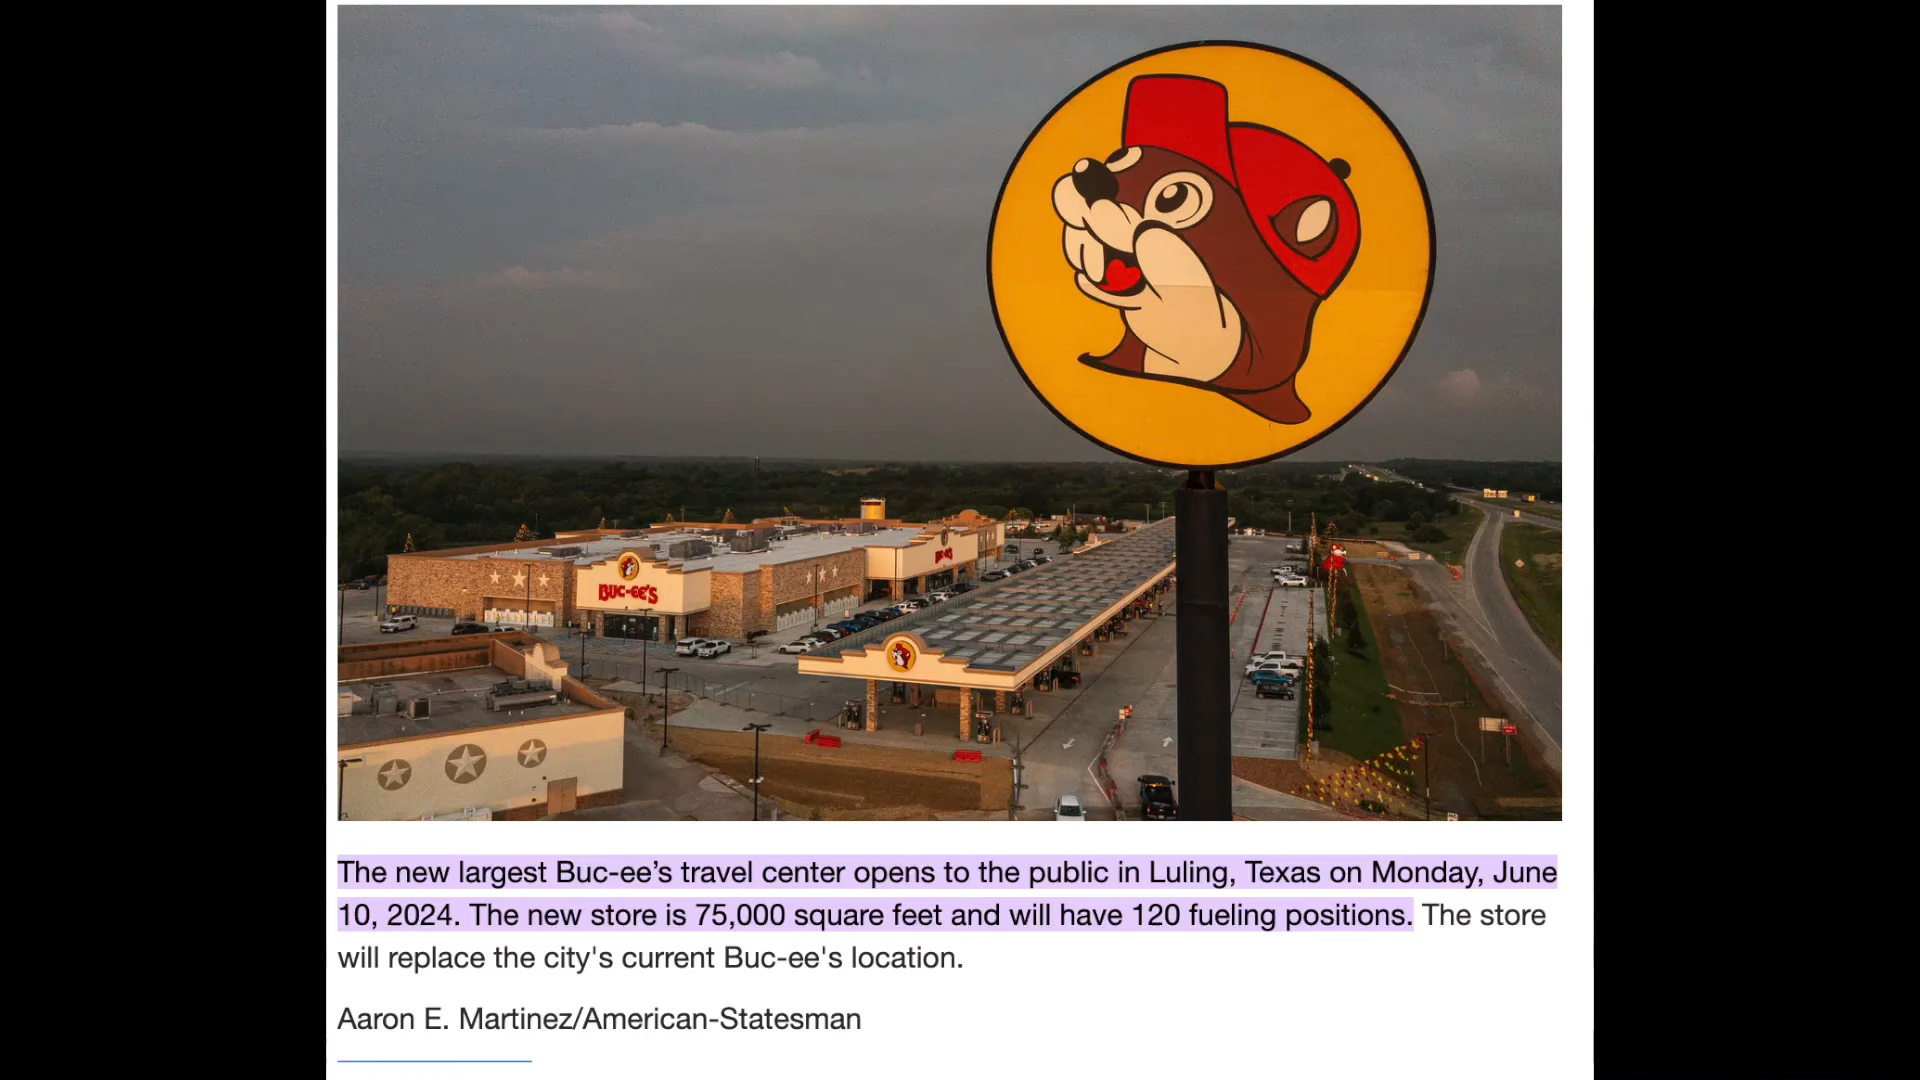 BUC-EE'S
BUC-EE'S
The new largest Buc-ee’s travel center opens to the public in Luling, Texas on Monday, June
10, 2024. The new store is 75,000 square feet and will have 120 fueling positions. The store
will replace the city's current Buc-ee's location.
Aaron E. Martinez/American-Statesman